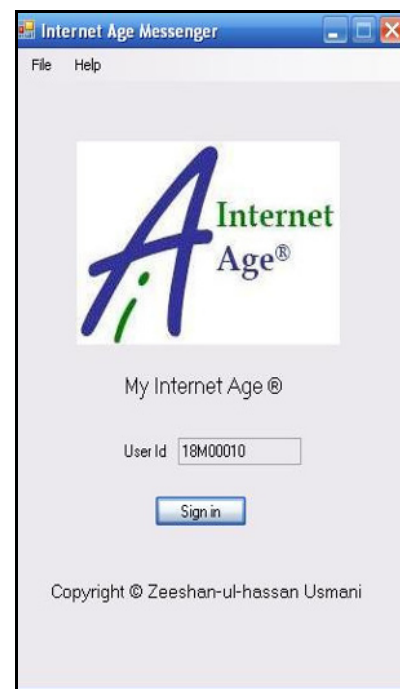 Internet Age Messenger
File Help
Internet
Age®
My Internet Age ®
User Id 18M00010
Sign in
Copyright © Zeeshan-ul-hassan Usmani